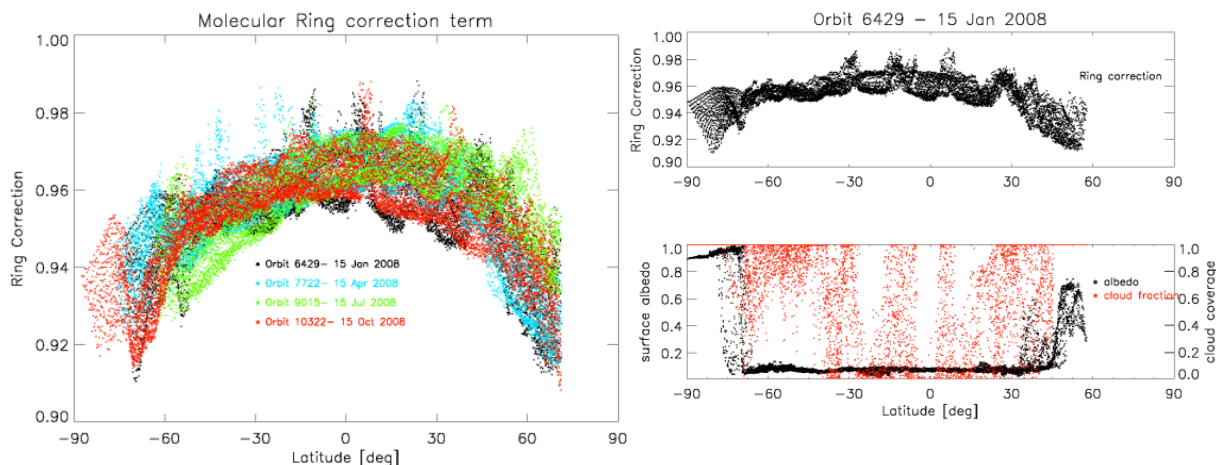 Molecular Ring correction term
Ring Correction
1.00
0.98
0.96
0.94
0.92
0.90
Orbit 6429– 15 Jan 2008
Orbit 7722– 15 Apr 2008
Orbit 9015– 15 Jul 2008
Orbit 10322– 15 Oct 2008
-90 -60 -30 0 30 60 90
Latitude [deg]
Orbit 6429 – 15 Jan 2008
Ring Correction
1.00
0.98
0.96
0.94
0.92
0.90
Ring correction
-90 -60 -30 0 30 60 90
surface albedo
1.0
0.8
0.6
0.4
0.2
albedo
cloud fraction
1.0
0.8
0.6
0.4
0.2
0.0
cloud coverage
-90 -60 -30 0 30 60 90
Latitude [deg]